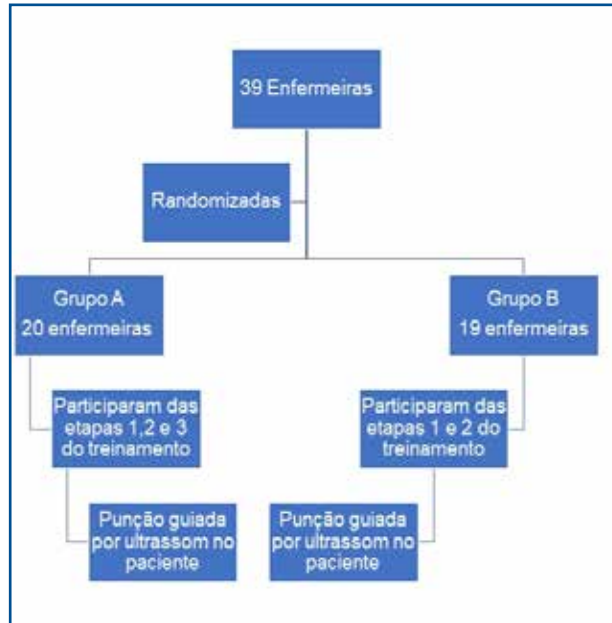 39 Enfermeiras
Randomizadas
Grupo A
20 enfermeiras
Grupo B
19 enfermeiras
Participaram das
etapas 1,2 e 3
do treinamento
Participaram das
etapas 1 e 2 do
treinamento
Punção guiada
por ultrassom no
paciente
Punção guiada
por ultrassom no
paciente